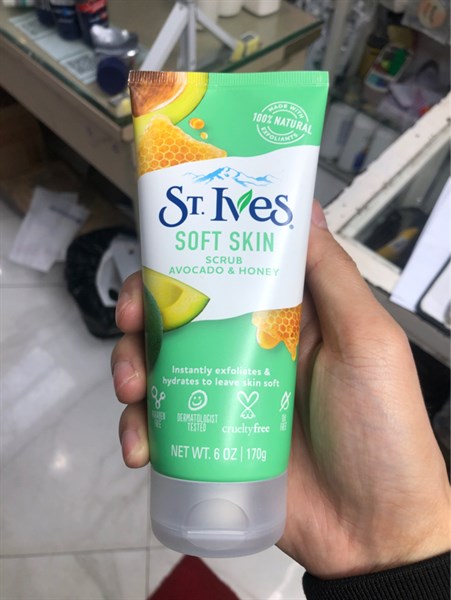 MADE WITH
100% NATURAL
EXFOLIANTS
ST. Ives
SOFT SKIN
SCRUB
AVOCADO & HONEY
Instantly exfoliates &
hydrates to leave skin soft
DERMATOLOGIST
TESTED
crueltyfree
NET WT. 6 OZ | 170g